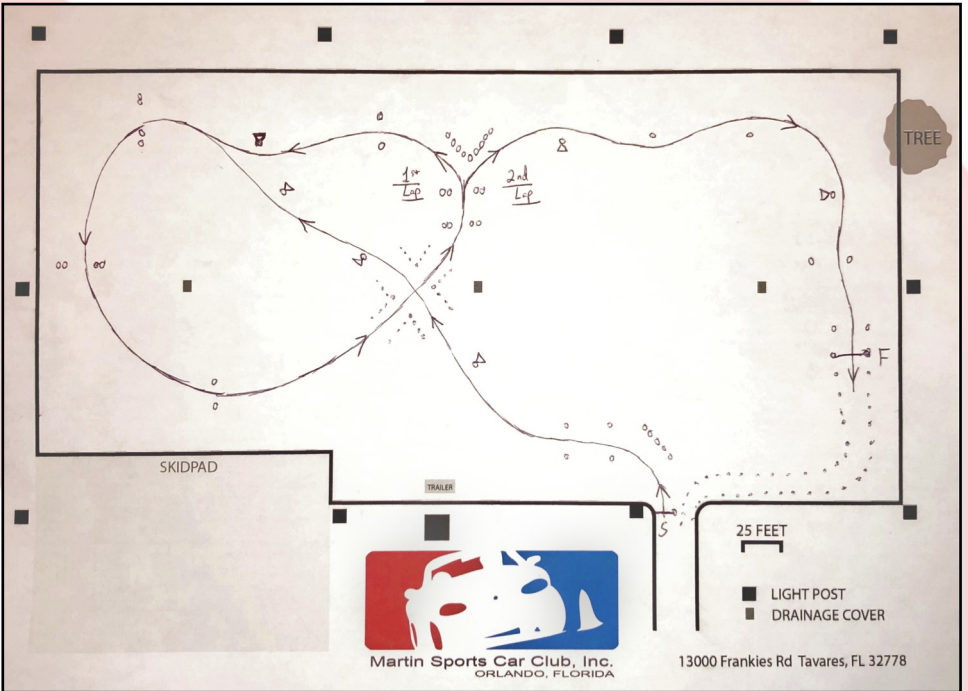 TREE
1st
Lap
2nd
Lap
F
SKIDPAD
TRAILER
S
25 FEET
LIGHT POST
DRAINAGE COVER
Martin Sports Car Club, Inc.
ORLANDO, FLORIDA
13000 Frankies Rd Tavares, FL 32778